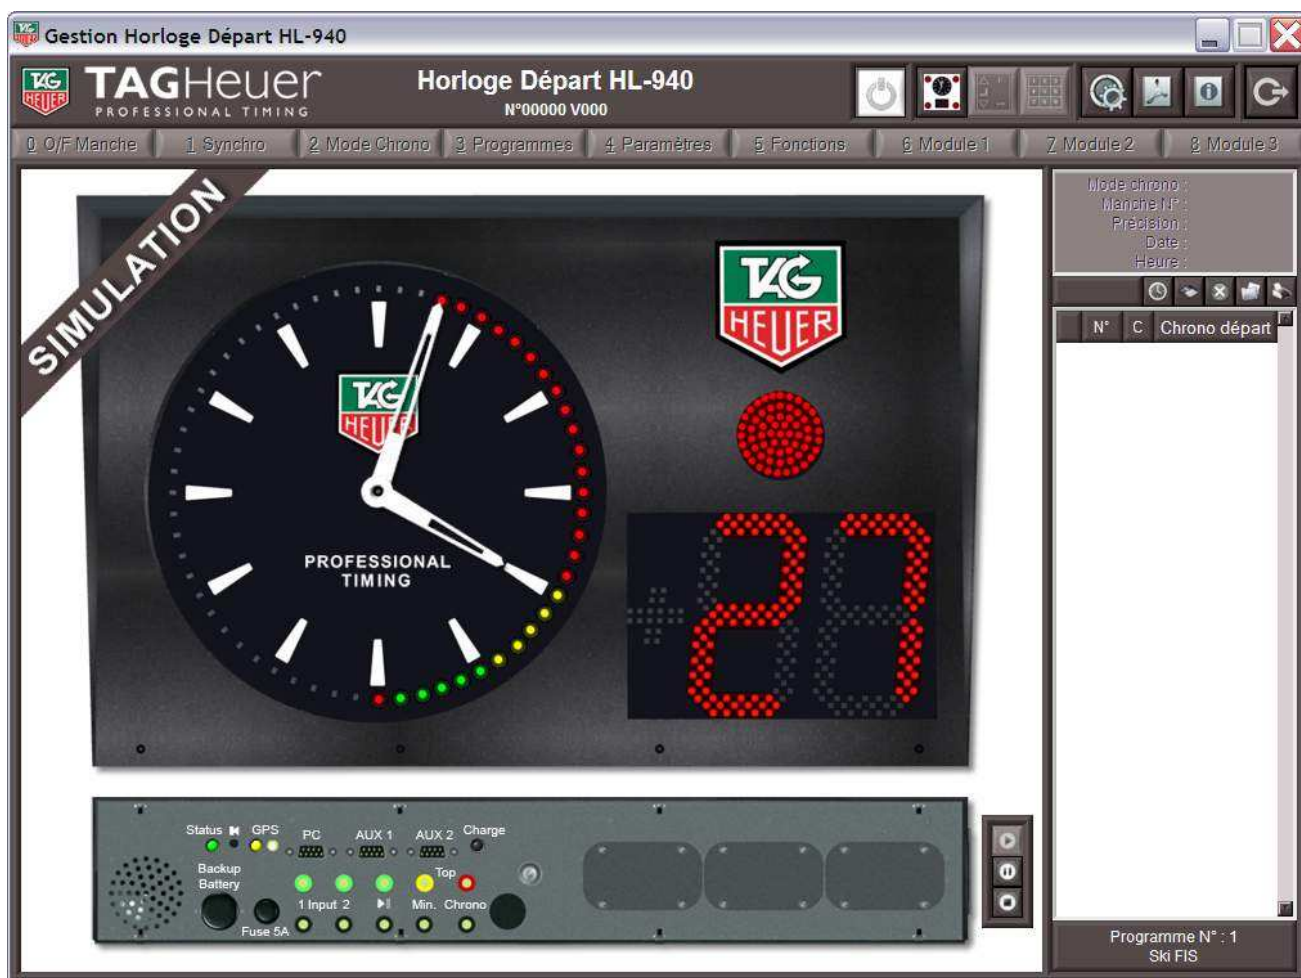 Gestion Horloge Départ HL-940
TAG HEUER
TAGHeuer
PROFESSIONAL TIMING
Horloge Départ HL-940
N°00000 V000
0 O/F Manche
1 Synchro
2 Mode Chrono
3 Programmes
4 Paramètres
5 Fonctions
6 Module 1
7 Module 2
8 Module 3
SIMULATION
TAG
HEUER
TAG
HEUER
PROFESSIONAL
TIMING
27
Mode chrono :
Manche N° :
Précision :
Date :
Heure :
N° C Chrono départ
Status GPS PC AUX 1 AUX 2 Charge
Backup
Battery
Top
1 Input 2 Min. Chrono
Fuse 5A
Programme N° : 1
Ski FIS